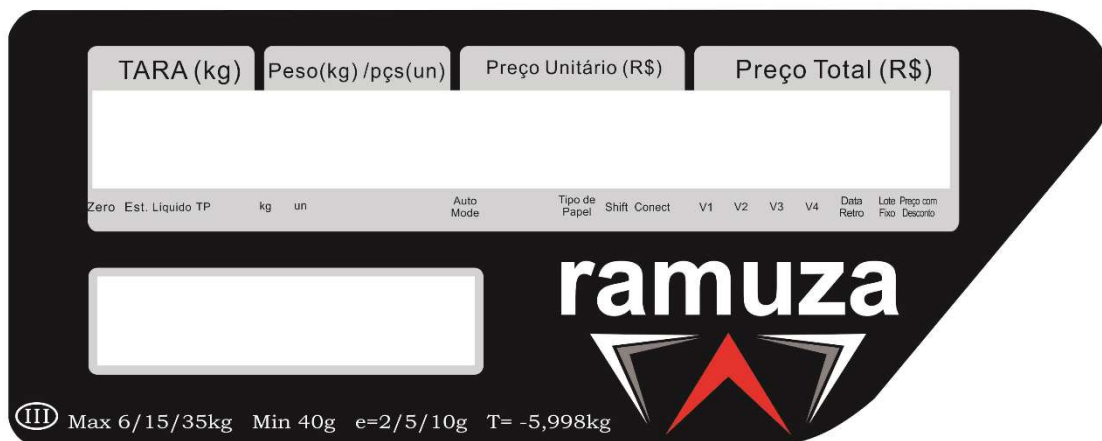 TARA (kg) Peso(kg) /pçs(un) Preço Unitário (R$) Preço Total (R$)
Zero Est. Liquido TP kg un Auto Mode Tipo de Papel Shift Conect V1 V2 V3 V4 Data Retro Lote Fixo Preço com Desconto
ramuza
III Max 6/15/35kg Min 40g e=2/5/10g T= -5,998kg